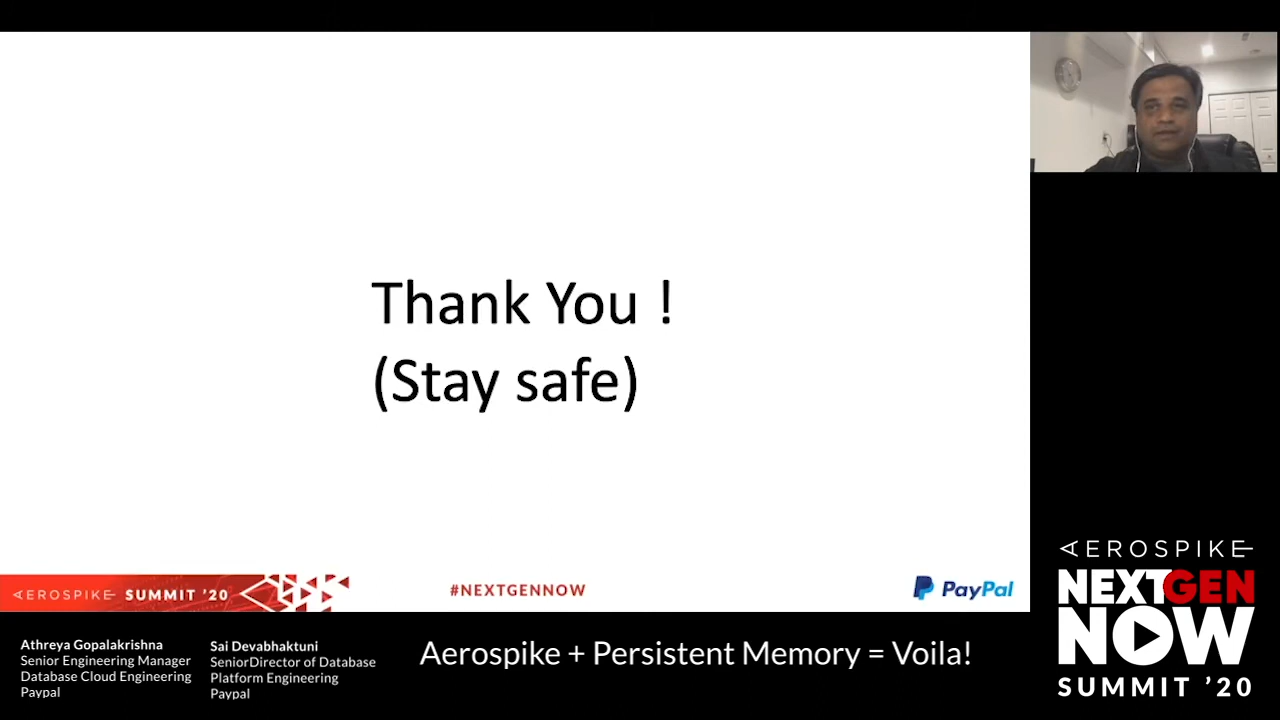 Thank You !
(Stay safe)
AEROSPIKE SUMMIT '20
#NEXTGENNOW
PayPal
Athreya Gopalakrishna
Senior Engineering Manager
Database Cloud Engineering
Paypal
Sai Devabhaktuni
SeniorDirector of Database
Platform Engineering
Paypal
Aerospike + Persistent Memory = Voila!
AEROSPIKE
NEXTGEN
NOW
SUMMIT '20